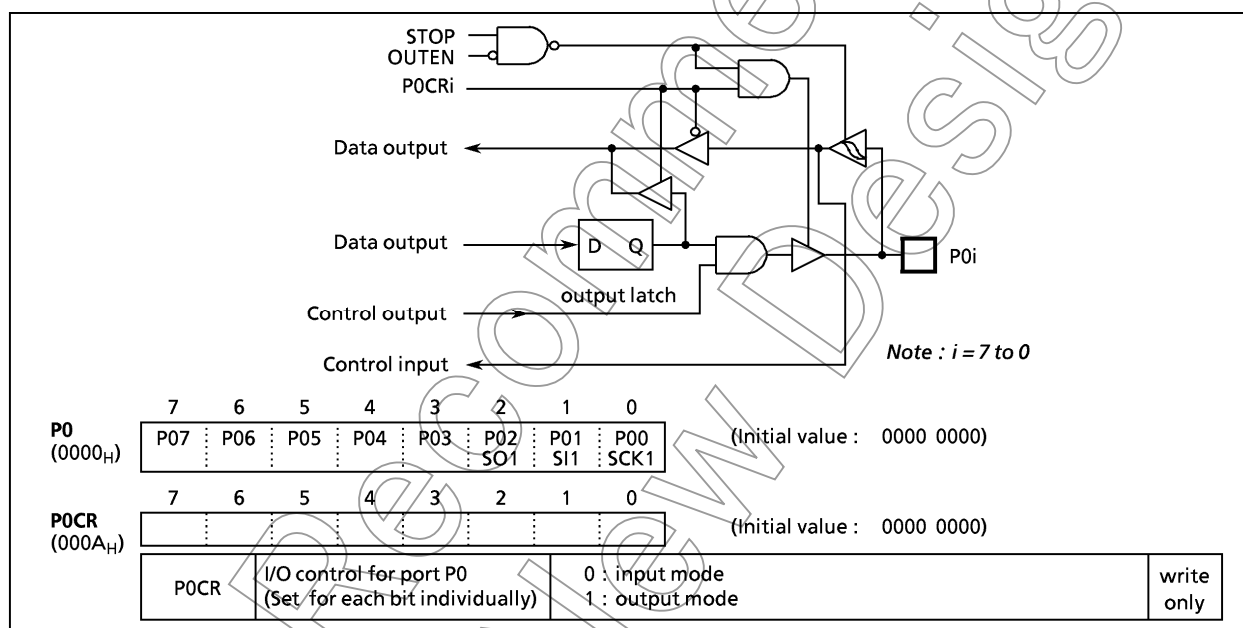 STOP
OUTEN
P0CRi
Data output
Data output
D Q
P0i
output latch
Control output
Control input
Note : i = 7 to 0
7 6 5 4 3 2 1 0
P0 (0000H)
P07 P06 P05 P04 P03 P02 SO1 P01 SI1 P00 SCK1
(Initial value : 0000 0000)
7 6 5 4 3 2 1 0
P0CR (000AH)
(Initial value : 0000 0000)
P0CR
I/O control for port P0
(Set for each bit individually)
0 : input mode
1 : output mode
write only